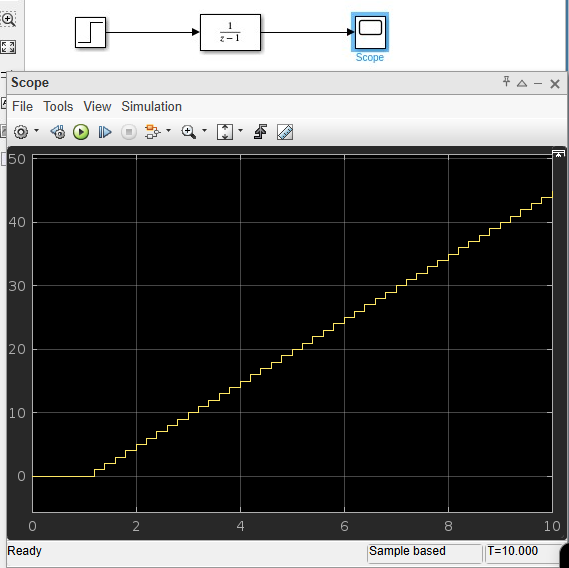 1
z − 1
Scope
Scope
File Tools View Simulation
50
40
30
20
10
0
0 2 4 6 8 10
Ready Sample based T=10.000